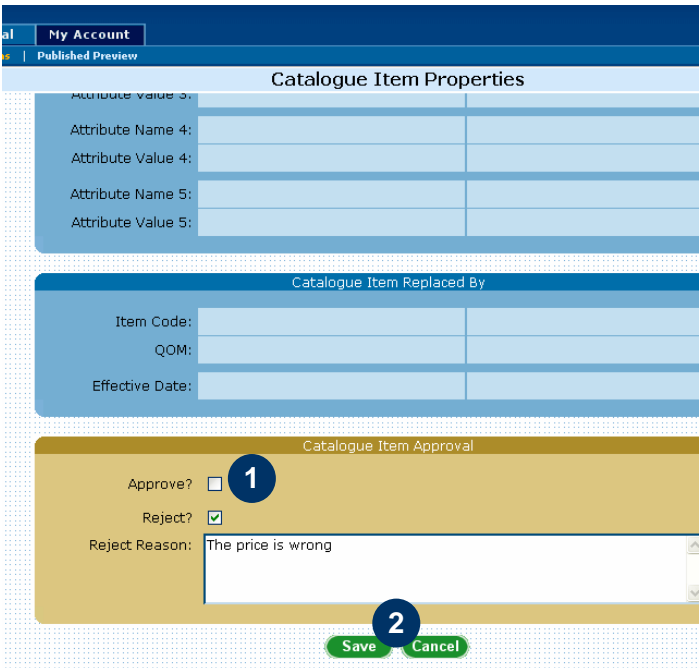 al My Account
ns | Published Preview
Catalogue Item Properties
Attribute Value 3:
Attribute Name 4:
Attribute Value 4:
Attribute Name 5:
Attribute Value 5:
Catalogue Item Replaced By
Item Code:
QOM:
Effective Date:
Catalogue Item Approval
Approve? 1
Reject?
Reject Reason: The price is wrong
2
Save Cancel